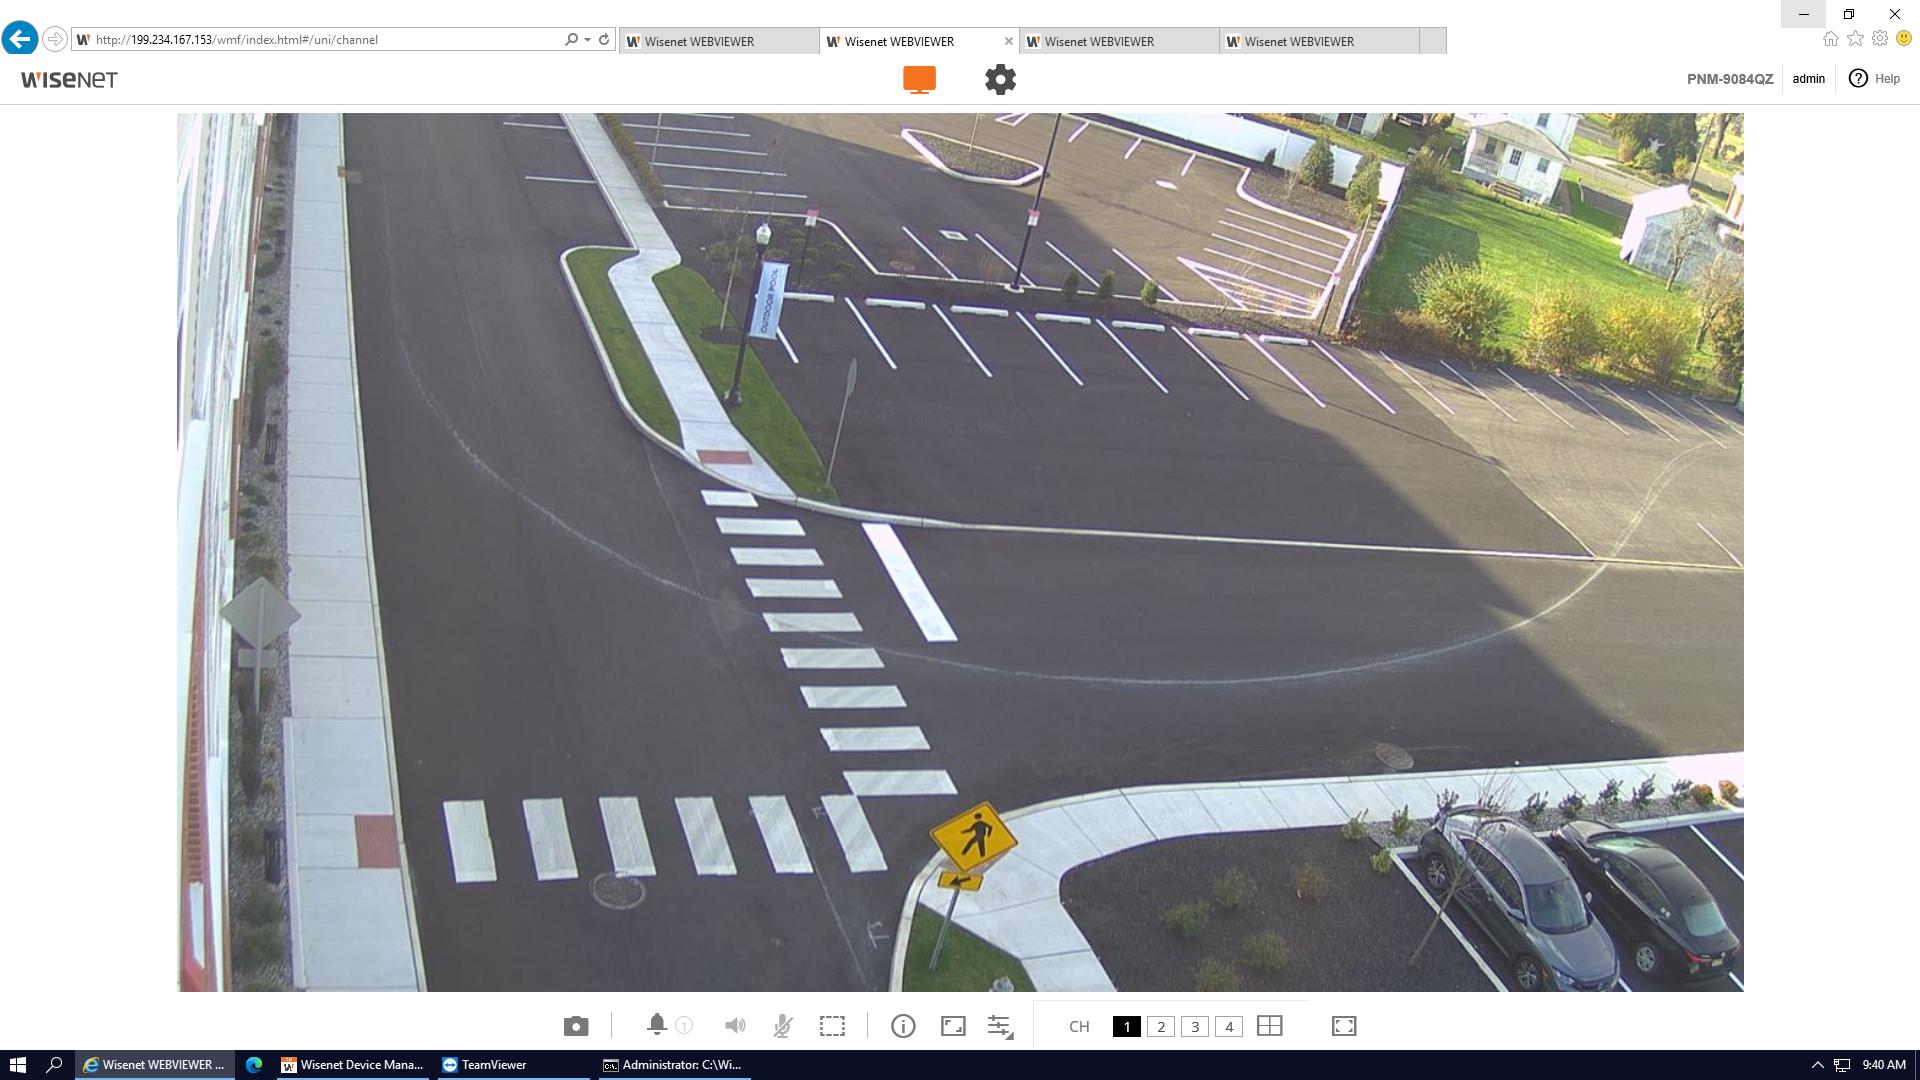 http://199.234.167.153/wmf/index.html#/uni/channel
Wisenet WEBVIEWER
Wisenet WEBVIEWER
Wisenet WEBVIEWER
Wisenet WEBVIEWER
WISENET
PNM-9084QZ
admin
Help
OUTDOOR POOL
1
CH
1
2
3
4
Wisenet WEBVIEWER ...
Wisenet Device Mana...
TeamViewer
Administrator: C:\Wi...
9:40 AM